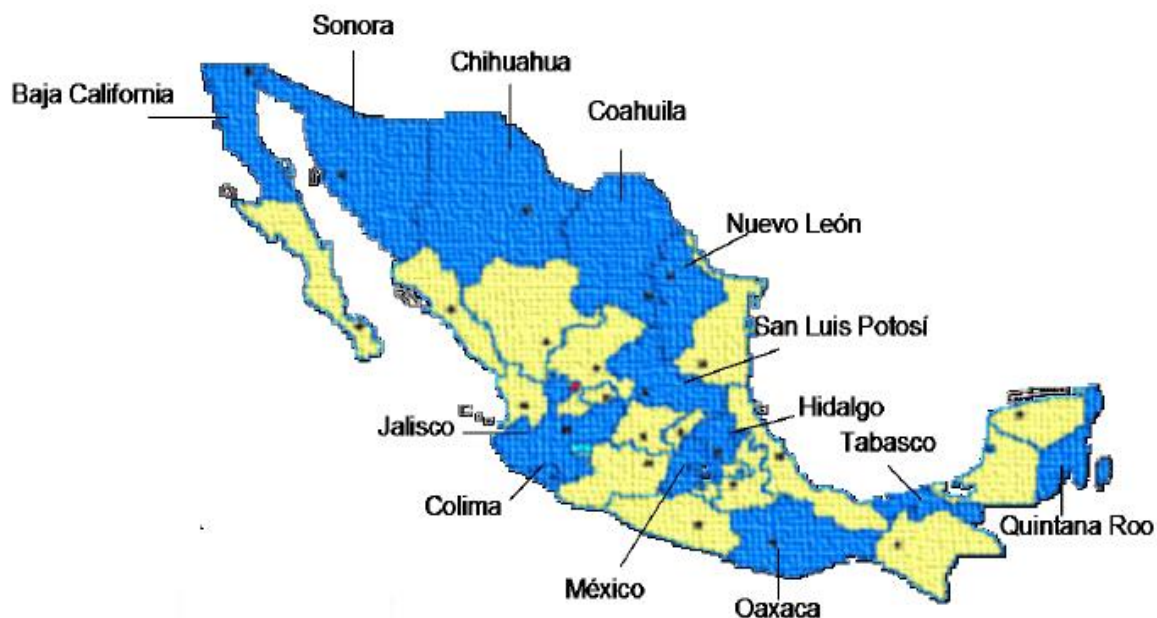 Sonora
Chihuahua
Baja California
Coahuila
Nuevo León
San Luis Potosí
Hidalgo
Jalisco
Tabasco
Colima
Quintana Roo
México
Oaxaca